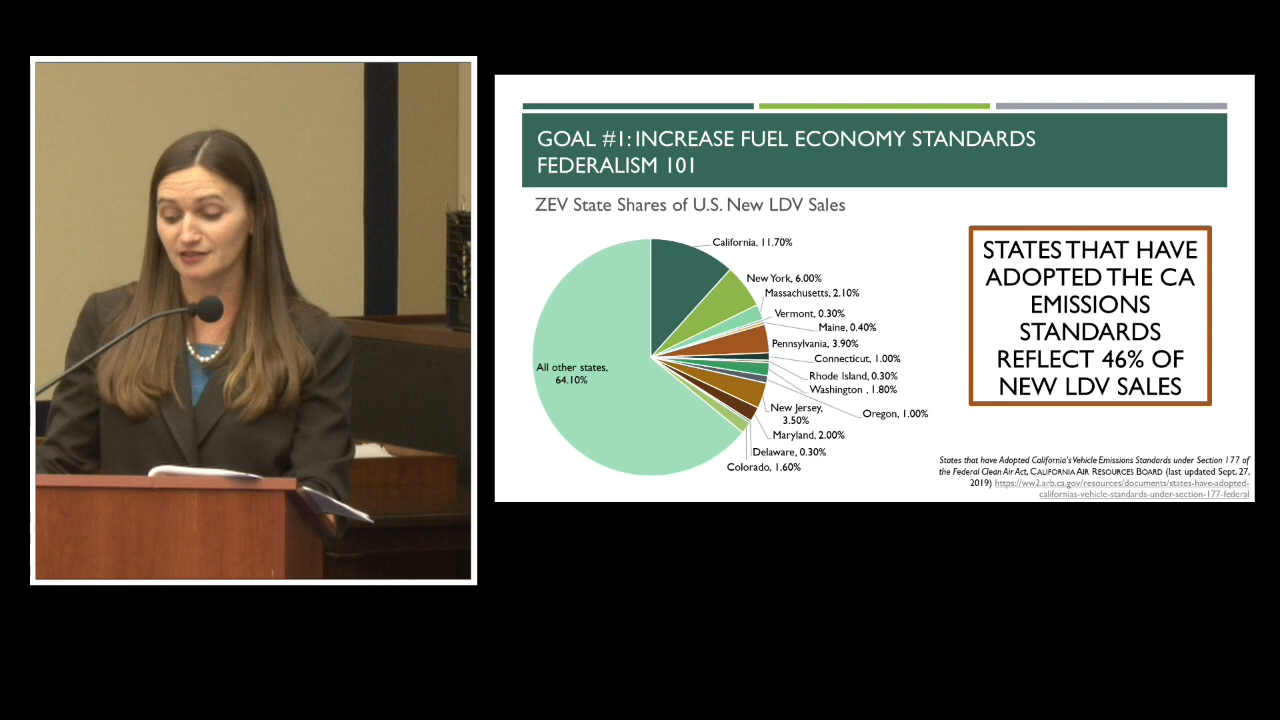 GOAL #1: INCREASE FUEL ECONOMY STANDARDS
FEDERALISM 101
ZEV State Shares of U.S. New LDV Sales
California, 11.70%
New York, 6.00%
Massachusetts, 2.10%
Vermont, 0.30%
Maine, 0.40%
Pennsylvania, 3.90%
Connecticut, 1.00%
Rhode Island, 0.30%
Washington , 1.80%
Oregon, 1.00%
New Jersey,
3.50%
Maryland, 2.00%
Delaware, 0.30%
Colorado, 1.60%
All other states,
64.10%
STATES THAT HAVE
ADOPTED THE CA
EMISSIONS
STANDARDS
REFLECT 46% OF
NEW LDV SALES
States that have Adopted California's Vehicle Emissions Standards under Section 177 of
the Federal Clean Air Act, CALIFORNIA AIR RESOURCES BOARD (last updated Sept. 27,
2019) https://ww2.arb.ca.gov/resources/documents/states-have-adopted-
californias-vehicle-standards-under-section-177-federal